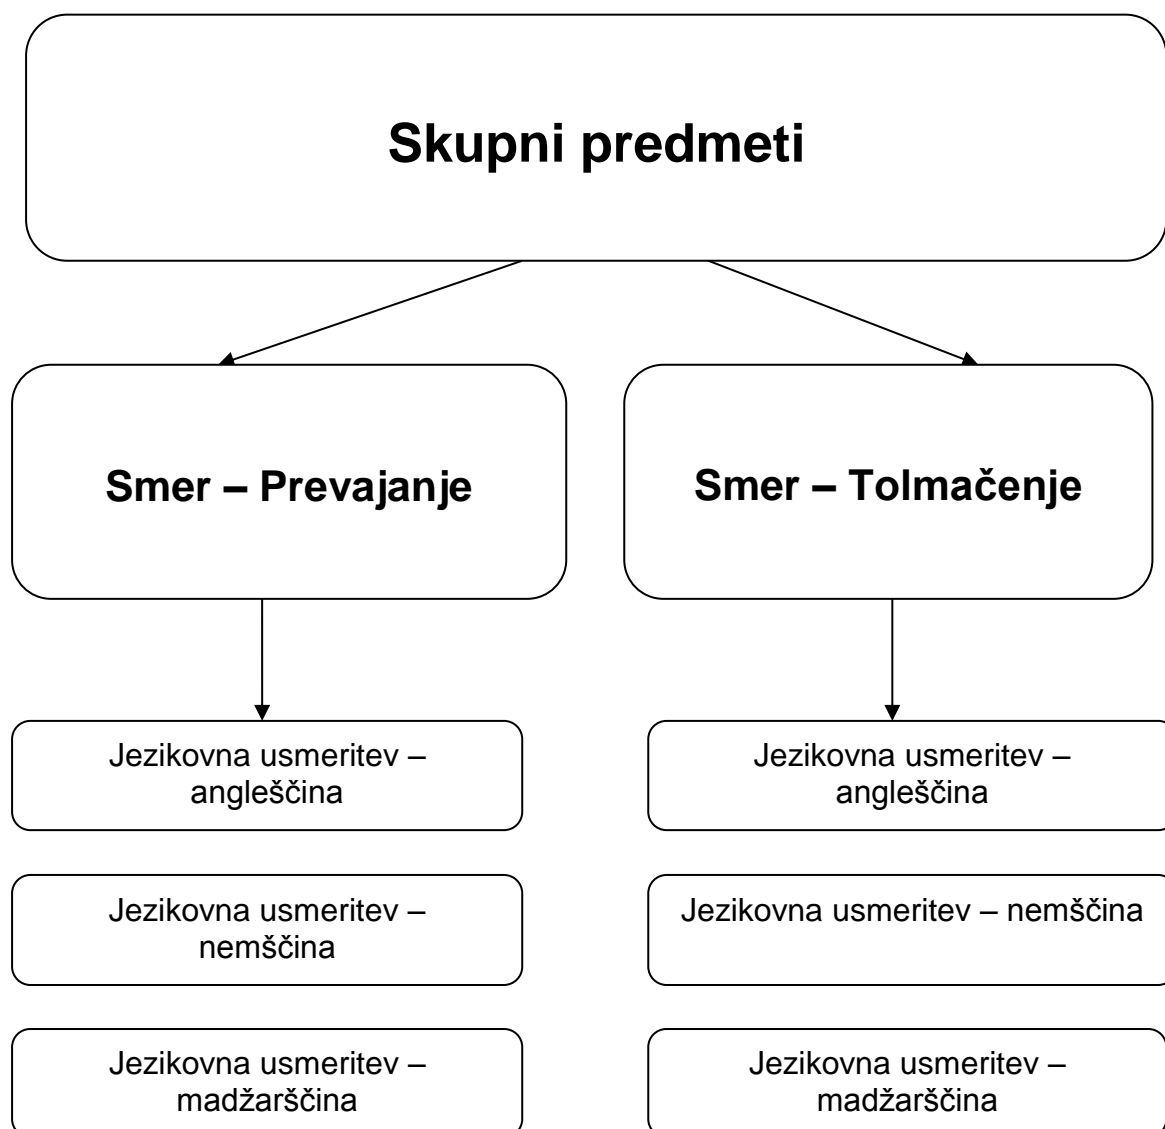 Skupni predmeti
Smer – Prevajanje
Smer – Tolmačenje
Jezikovna usmeritev –
angleščina
Jezikovna usmeritev –
angleščina
Jezikovna usmeritev –
nemščina
Jezikovna usmeritev – nemščina
Jezikovna usmeritev –
madžarščina
Jezikovna usmeritev –
madžarščina